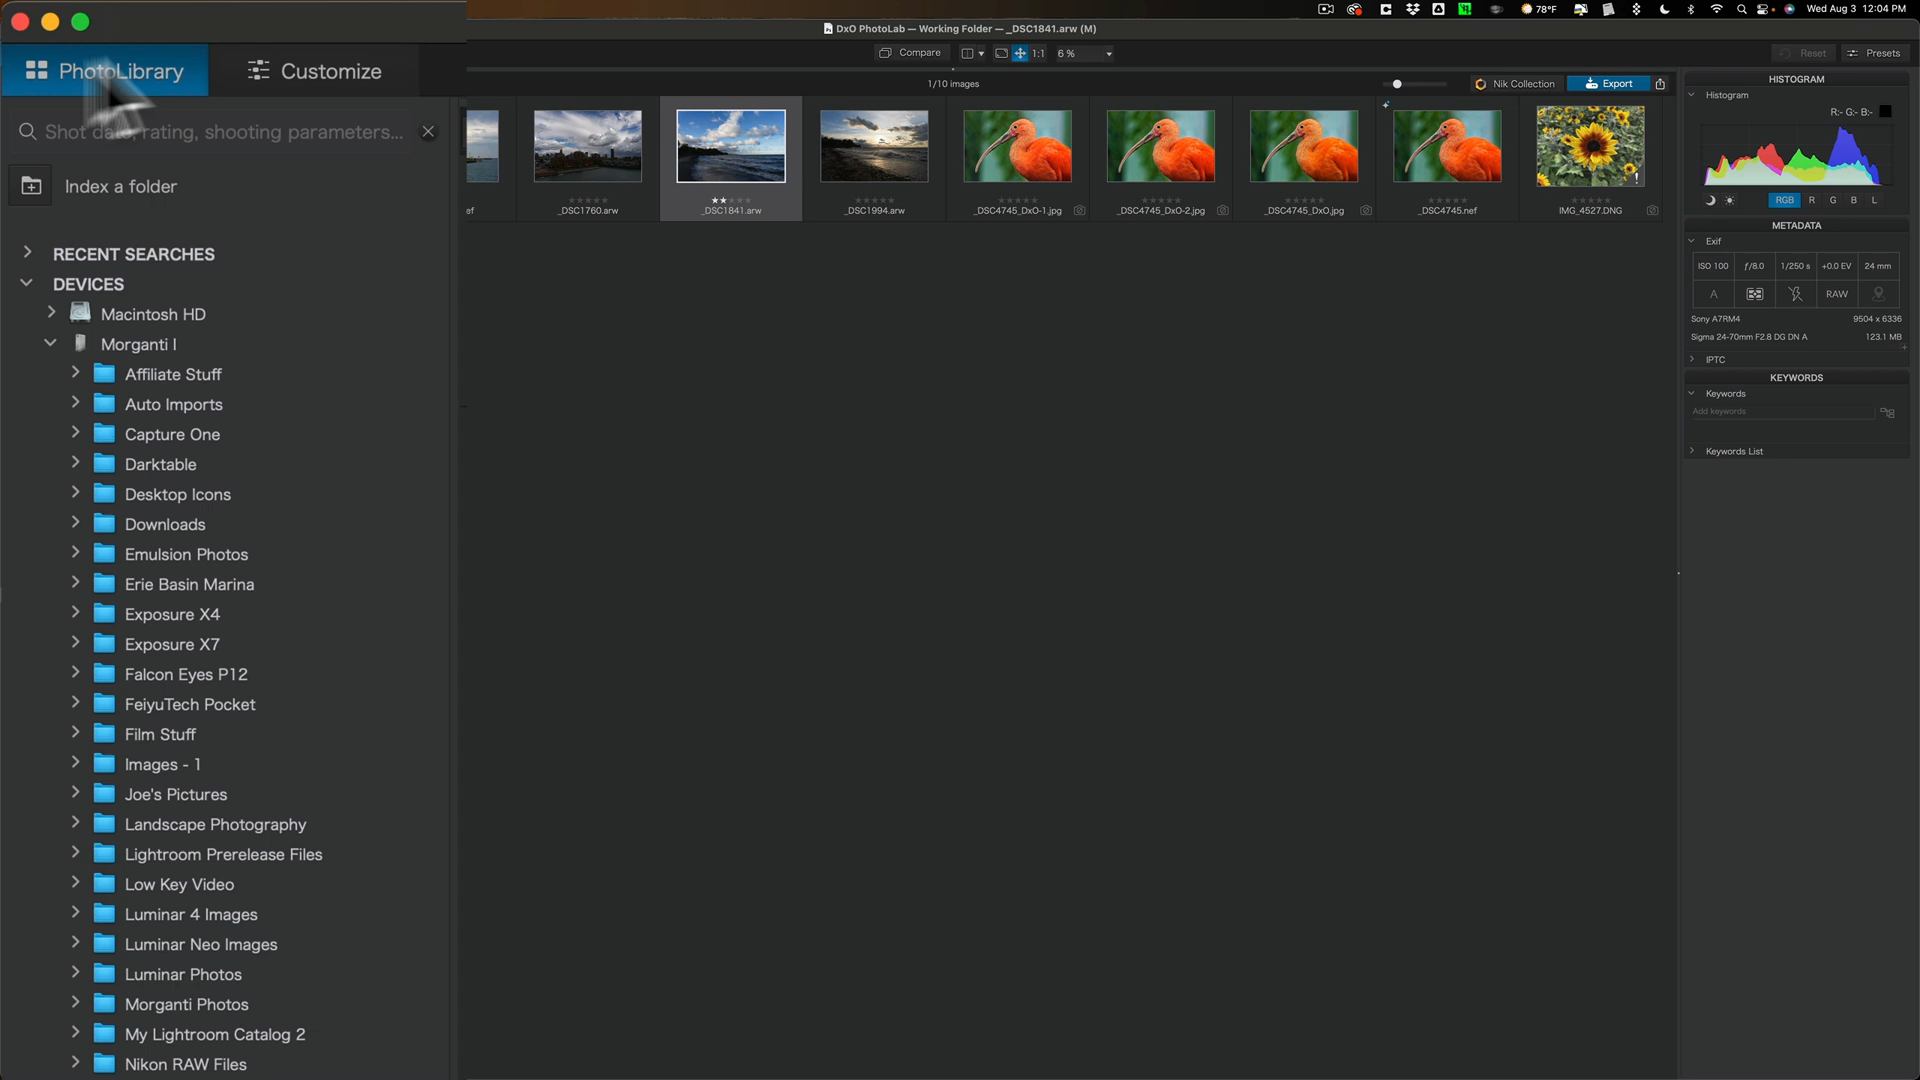 78°F
Wed Aug 3 12:04 PM
DxO PhotoLab — Working Folder — _DSC1841.arw (M)
PhotoLibrary
Customize
Compare
1:1
6 %
Reset
Presets
1/10 images
Nik Collection
Export
Shot date, rating, shooting parameters...
Index a folder
RECENT SEARCHES
DEVICES
Macintosh HD
Morganti I
Affiliate Stuff
Auto Imports
Capture One
Darktable
Desktop Icons
Downloads
Emulsion Photos
Erie Basin Marina
Exposure X4
Exposure X7
Falcon Eyes P12
FeiyuTech Pocket
Film Stuff
Images - 1
Joe's Pictures
Landscape Photography
Lightroom Prerelease Files
Low Key Video
Luminar 4 Images
Luminar Neo Images
Luminar Photos
Morganti Photos
My Lightroom Catalog 2
Nikon RAW Files
ef
_DSC1760.arw
_DSC1841.arw
_DSC1994.arw
_DSC4745_DxO-1.jpg
_DSC4745_DxO-2.jpg
_DSC4745_DxO.jpg
_DSC4745.nef
IMG_4527.DNG
HISTOGRAM
Histogram
R:- G:- B:-
RGB R G B L
METADATA
Exif
ISO 100 ƒ/8.0 1/250 s +0.0 EV 24 mm
A RAW
Sony A7RM4 9504 x 6336
Sigma 24-70mm F2.8 DG DN A 123.1 MB
IPTC
KEYWORDS
Keywords
Add keywords
Keywords List